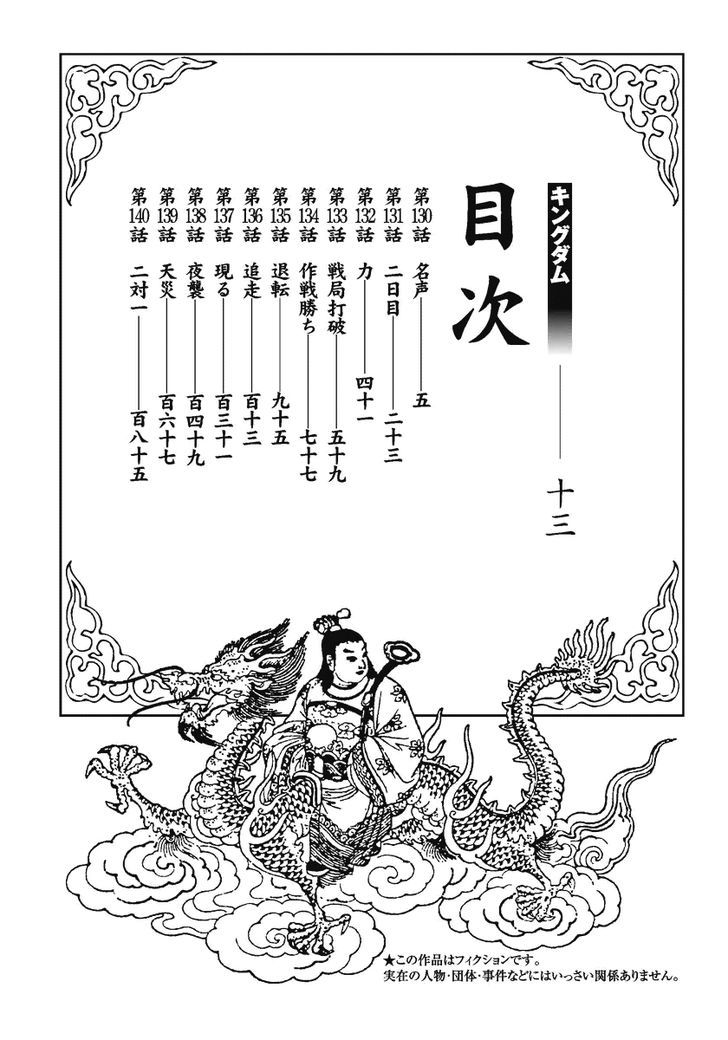 キングダム 十三
目次
第130話 名声 五
第131話 二日目 二十三
第132話 力 四十一
第133話 戦局打破 五十九
第134話 作戦勝ち 七十七
第135話 退転 九十五
第136話 追走 百十三
第137話 現る 百三十一
第138話 夜襲 百四十九
第139話 天災 百六十七
第140話 二対一 百八十五
★この作品はフィクションです。
実在の人物・団体・事件などにはいっさい関係ありません。